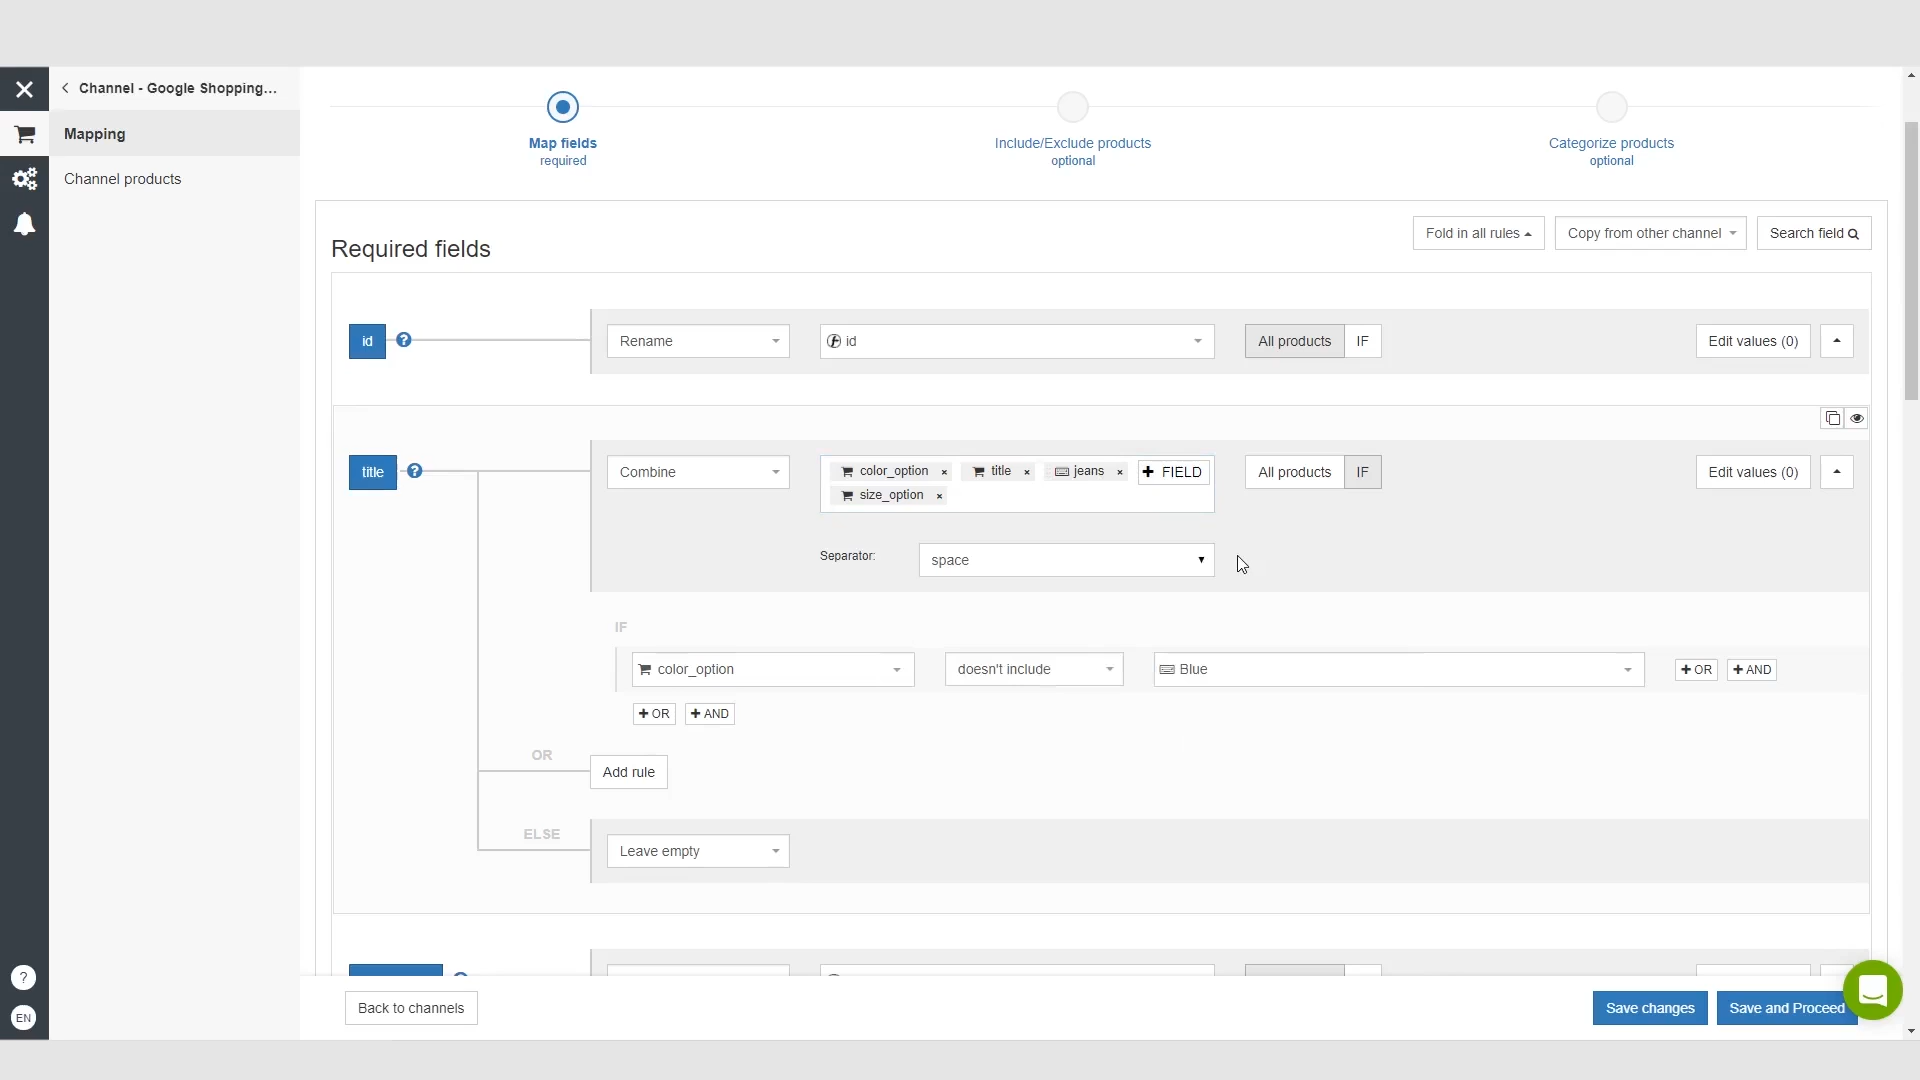 Channel - Google Shopping...
Mapping
Channel products
Map fields
required
Include/Exclude products
optional
Categorize products
optional
Required fields
Fold in all rules
Copy from other channel
Search field
id
?
Rename
id
All products
IF
Edit values (0)
title
?
Combine
color_option ×
title ×
jeans ×
+ FIELD
size_option ×
All products
IF
Edit values (0)
Separator:
space
IF
color_option
doesn't include
Blue
+ OR
+ AND
+ OR
+ AND
OR
Add rule
ELSE
Leave empty
?
EN
Back to channels
Save changes
Save and Proceed